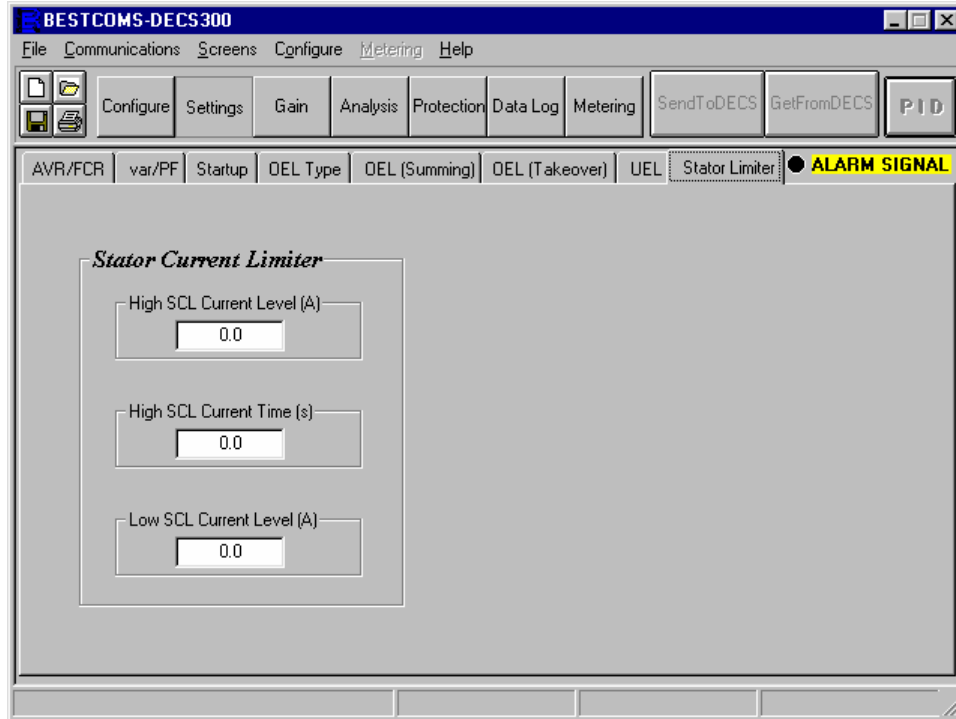 BESTCOMS-DECS300
File Communications Screens Configure Metering Help
Configure Settings Gain Analysis Protection Data Log Metering SendToDECS GetFromDECS PID
AVR/FCR var/PF Startup OEL Type OEL (Summing) OEL (Takeover) UEL Stator Limiter ALARM SIGNAL
Stator Current Limiter
High SCL Current Level (A)
0.0
High SCL Current Time (s)
0.0
Low SCL Current Level (A)
0.0